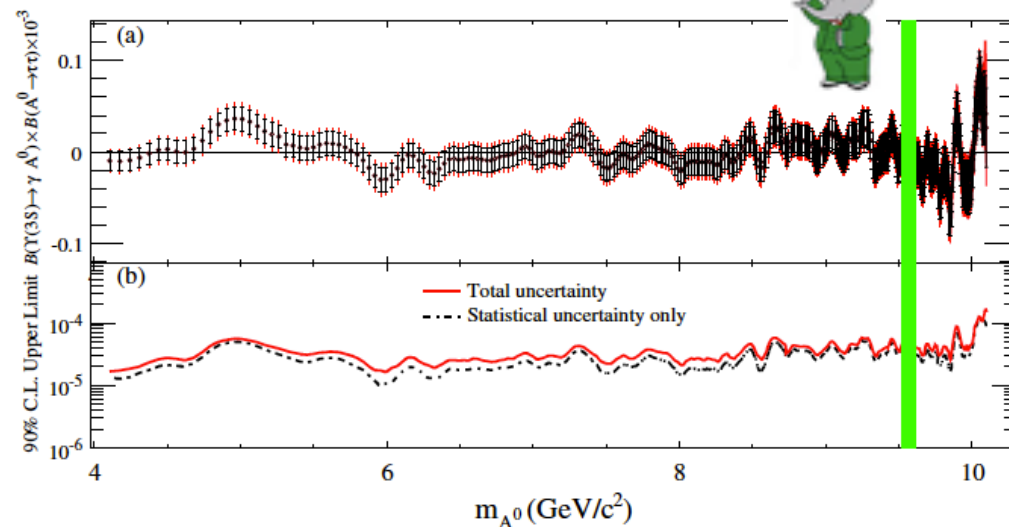 (a)
B(ϒ(3S)→ γ A⁰) × B(A⁰ →ττ)×10⁻³
0.1
0
-0.1
(b)
90% C.L. Upper Limit
Total uncertainty
Statistical uncertainty only
10⁻⁴
10⁻⁵
10⁻⁶
4 6 8 10
m_A⁰ (GeV/c²)